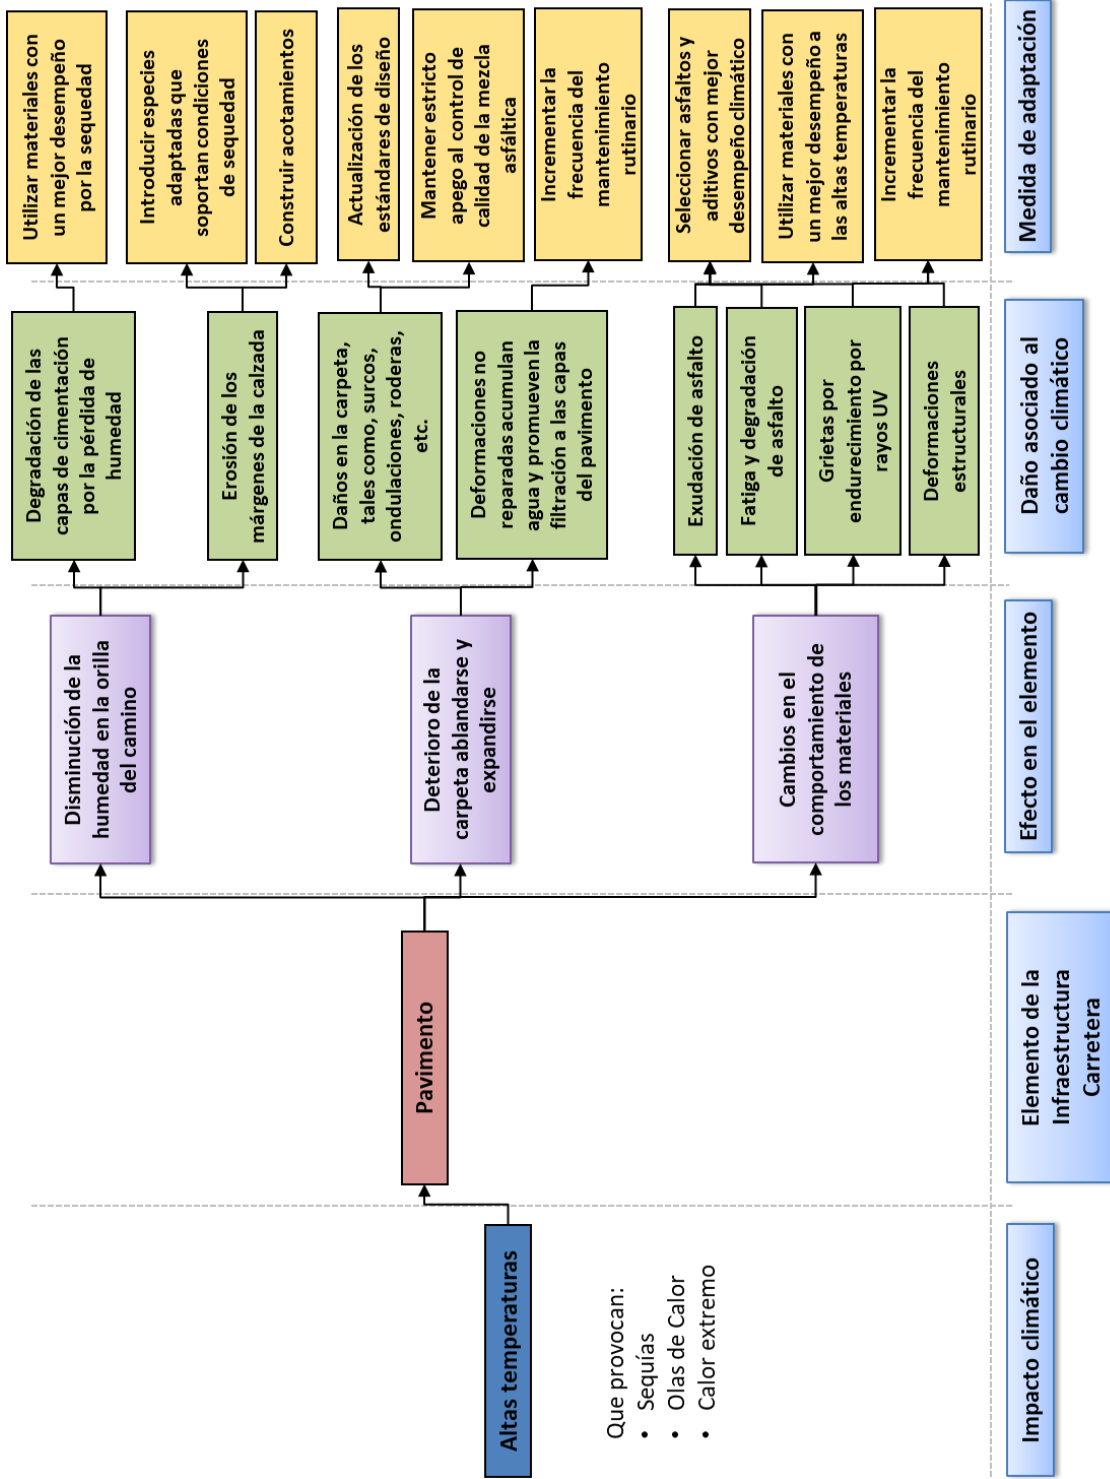 Altas temperaturas
Que provocan:
• Sequías
• Olas de Calor
• Calor extremo
Impacto climático
Pavimento
Elemento de la
Infraestructura
Carretera
Disminución de la
humedad en la orilla
del camino
Deterioro de la
carpeta ablandarse y
expandirse
Cambios en el
comportamiento de
los materiales
Efecto en el elemento
Degradación de las
capas de cimentación
por la pérdida de
humedad
Erosión de los
márgenes de la calzada
Daños en la carpeta,
tales como, surcos,
ondulaciones, roderas,
etc.
Deformaciones no
reparadas acumulan
agua y promueven la
filtración a las capas
del pavimento
Exudación de asfalto
Fatiga y degradación
de asfalto
Grietas por
endurecimiento por
rayos UV
Deformaciones
estructurales
Daño asociado al
cambio climático
Utilizar materiales con
un mejor desempeño
por la sequedad
Introducir especies
adaptadas que
soportan condiciones
de sequedad
Construir acotamientos
Actualización de los
estándares de diseño
Mantener estricto
apego al control de
calidad de la mezcla
asfáltica
Incrementar la
frecuencia del
mantenimiento
rutinario
Seleccionar asfaltos y
aditivos con mejor
desempeño climático
Utilizar materiales con
un mejor desempeño a
las altas temperaturas
Incrementar la
frecuencia del
mantenimiento
rutinario
Medida de adaptación